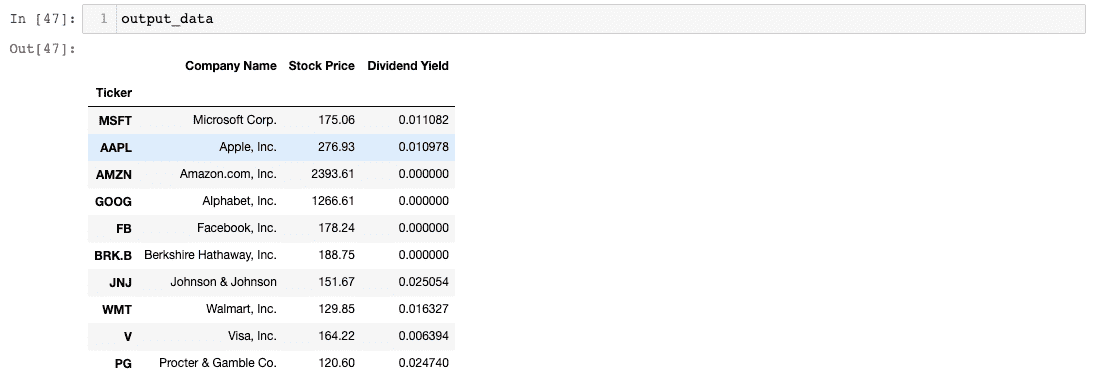 In [47]: 1 output_data
Out[47]:
Company Name Stock Price Dividend Yield
Ticker
MSFT Microsoft Corp. 175.06 0.011082
AAPL Apple, Inc. 276.93 0.010978
AMZN Amazon.com, Inc. 2393.61 0.000000
GOOG Alphabet, Inc. 1266.61 0.000000
FB Facebook, Inc. 178.24 0.000000
BRK.B Berkshire Hathaway, Inc. 188.75 0.000000
JNJ Johnson & Johnson 151.67 0.025054
WMT Walmart, Inc. 129.85 0.016327
V Visa, Inc. 164.22 0.006394
PG Procter & Gamble Co. 120.60 0.024740